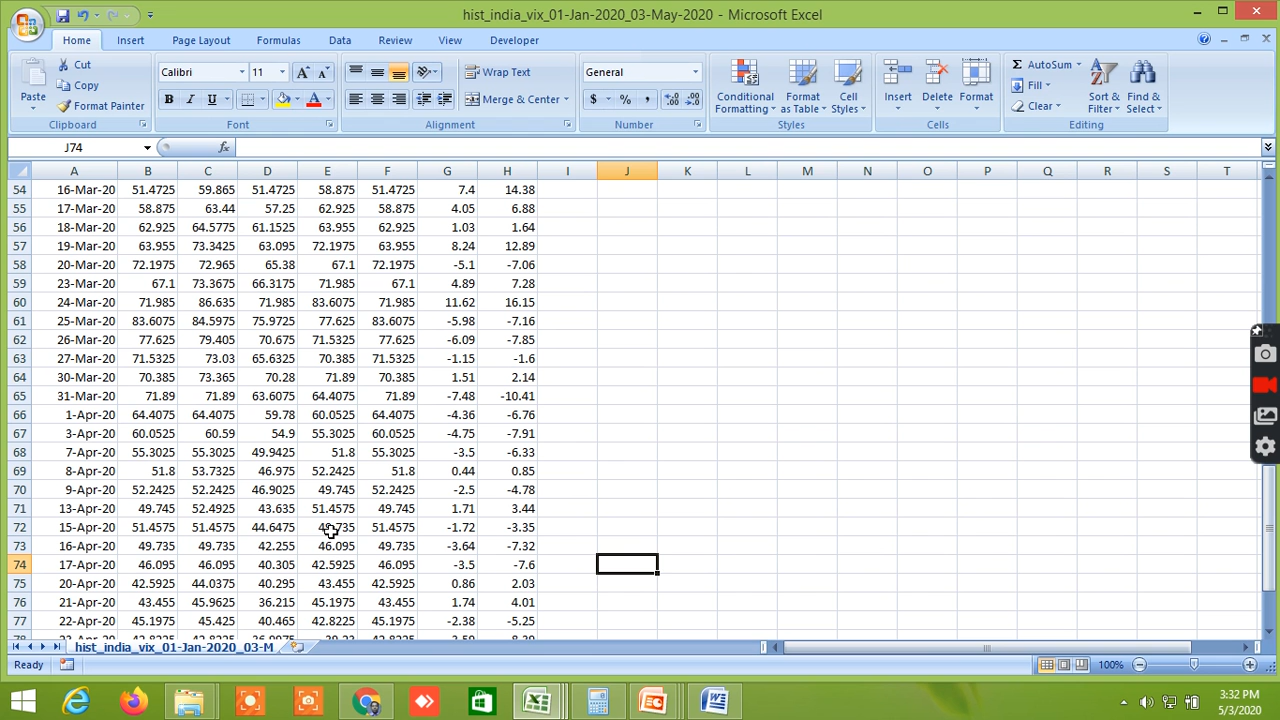 hist_india_vix_01-Jan-2020_03-May-2020 - Microsoft Excel
Home Insert Page Layout Formulas Data Review View Developer
Cut Calibri 11 Wrap Text General AutoSum
Copy Fill
Paste Format Painter B I U A Merge & Center $ % , Conditional Formatting Format as Table Cell Styles Insert Delete Format Clear Sort & Filter Find & Select
Clipboard Font Alignment Number Styles Cells Editing
J74 fx
A B C D E F G H I J K L M N O P Q R S T
54 16-Mar-20 51.4725 59.865 51.4725 58.875 51.4725 7.4 14.38
55 17-Mar-20 58.875 63.44 57.25 62.925 58.875 4.05 6.88
56 18-Mar-20 62.925 64.5775 61.1525 63.955 62.925 1.03 1.64
57 19-Mar-20 63.955 73.3425 63.095 72.1975 63.955 8.24 12.89
58 20-Mar-20 72.1975 72.965 65.38 67.1 72.1975 -5.1 -7.06
59 23-Mar-20 67.1 73.3675 66.3175 71.985 67.1 4.89 7.28
60 24-Mar-20 71.985 86.635 71.985 83.6075 71.985 11.62 16.15
61 25-Mar-20 83.6075 84.5975 75.9725 77.625 83.6075 -5.98 -7.16
62 26-Mar-20 77.625 79.405 70.675 71.5325 77.625 -6.09 -7.85
63 27-Mar-20 71.5325 73.03 65.6325 70.385 71.5325 -1.15 -1.6
64 30-Mar-20 70.385 73.365 70.28 71.89 70.385 1.51 2.14
65 31-Mar-20 71.89 71.89 63.6075 64.4075 71.89 -7.48 -10.41
66 1-Apr-20 64.4075 64.4075 59.78 60.0525 64.4075 -4.36 -6.76
67 3-Apr-20 60.0525 60.59 54.9 55.3025 60.0525 -4.75 -7.91
68 7-Apr-20 55.3025 55.3025 49.9425 51.8 55.3025 -3.5 -6.33
69 8-Apr-20 51.8 53.7325 46.975 52.2425 51.8 0.44 0.85
70 9-Apr-20 52.2425 52.2425 46.9025 49.745 52.2425 -2.5 -4.78
71 13-Apr-20 49.745 52.4925 43.635 51.4575 49.745 1.71 3.44
72 15-Apr-20 51.4575 51.4575 44.6475 49.735 51.4575 -1.72 -3.35
73 16-Apr-20 49.735 49.735 42.255 46.095 49.735 -3.64 -7.32
74 17-Apr-20 46.095 46.095 40.305 42.5925 46.095 -3.5 -7.6
75 20-Apr-20 42.5925 44.0375 40.295 43.455 42.5925 0.86 2.03
76 21-Apr-20 43.455 45.9625 36.215 45.1975 43.455 1.74 4.01
77 22-Apr-20 45.1975 45.425 40.465 42.8225 45.1975 -2.38 -5.25
hist_india_vix_01-Jan-2020_03-M
Ready 100%
3:32 PM
5/3/2020